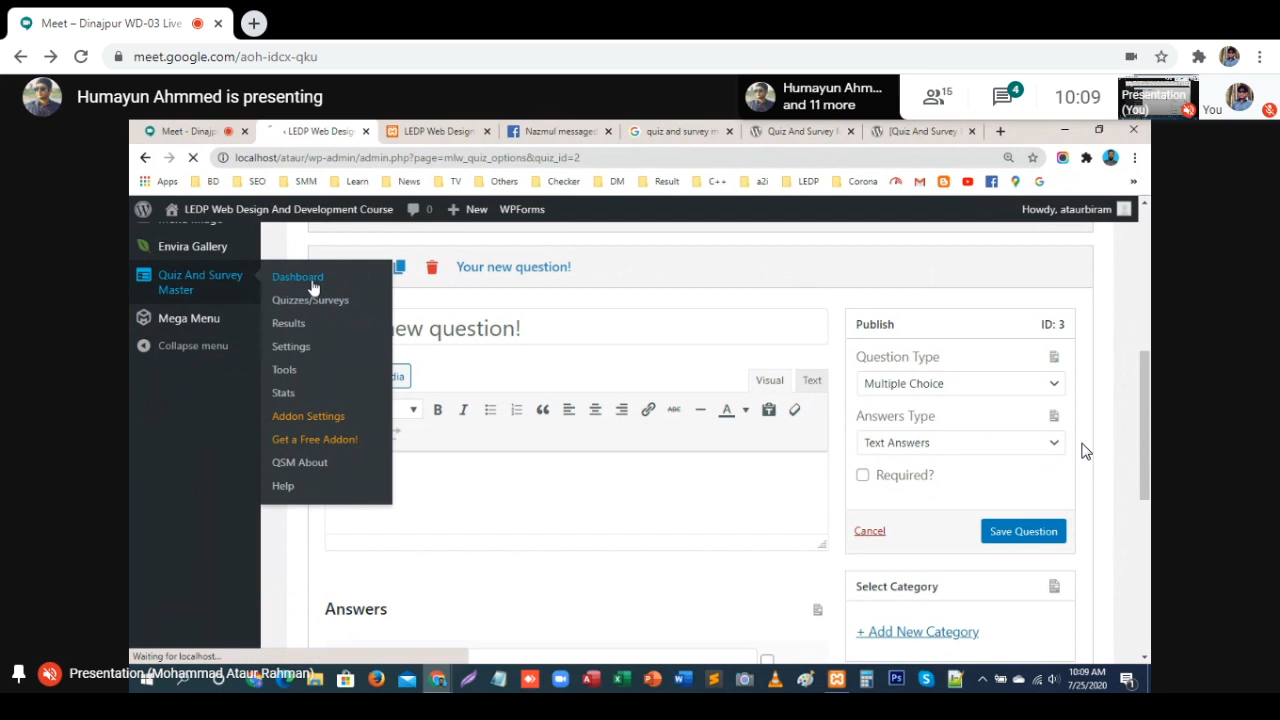 Meet – Dinajpur WD-03 Live
meet.google.com/aoh-idcx-qku
Humayun Ahmmed is presenting
Humayun Ahm...
and 11 more
15
4
10:09
Presentation
(You)
You
Meet - Dinajp
LEDP Web Desig
LEDP Web Design
Nazmul message
quiz and survey m
Quiz And Survey
[Quiz And Survey
localhost/ataur/wp-admin/admin.php?page=mlw_quiz_options&quiz_id=2
Apps
BD
SEO
SMM
Learn
News
TV
Others
Checker
DM
Result
C++
a2i
LEDP
Corona
LEDP Web Design And Development Course
0
New
WPForms
Howdy, ataurbiram
Envira Gallery
Quiz And Survey
Master
Mega Menu
Collapse menu
Dashboard
Quizzes/Surveys
Results
Settings
Tools
Stats
Addon Settings
Get a Free Addon!
QSM About
Help
Your new question!
new question!
dia
Visual
Text
B
I
ABC
A
Answers
Publish
ID: 3
Question Type
Multiple Choice
Answers Type
Text Answers
Required?
Cancel
Save Question
Select Category
+ Add New Category
Waiting for localhost...
Presentation (Mohammad Ataur Rahman)
10:09 AM
7/25/2020